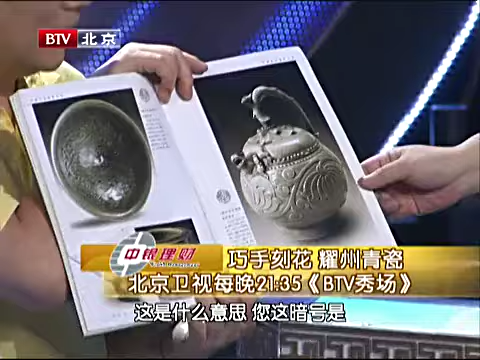 BTV 北京
中银理财
巧手刻花 耀州青瓷
北京卫视每晚21:35《BTV秀场》
这是什么意思 您这暗号是